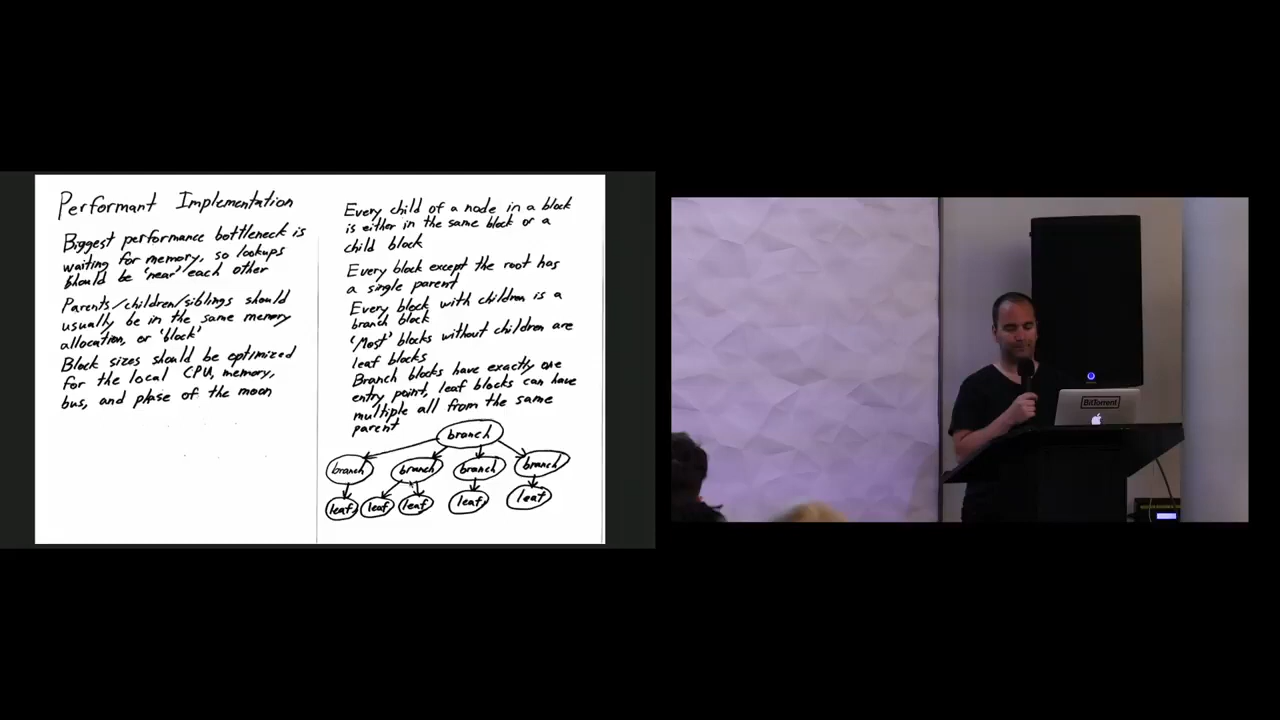 Performant Implementation
Biggest performance bottleneck is
waiting for memory, so lookups
should be 'near' each other
Parents/children/siblings should
usually be in the same memory
allocation, or 'block'
Block sizes should be optimized
for the local CPU, memory,
bus, and phase of the moon
Every child of a node in a block
is either in the same block or a
child block
Every block except the root has
a single parent
Every block with children is a
branch block
'Most' blocks without children are
leaf blocks
Branch blocks have exactly one
entry point, leaf blocks can have
multiple all from the same
parent
branch
branch branch branch branch
leaf leaf leaf leaf leaf
BitTorrent